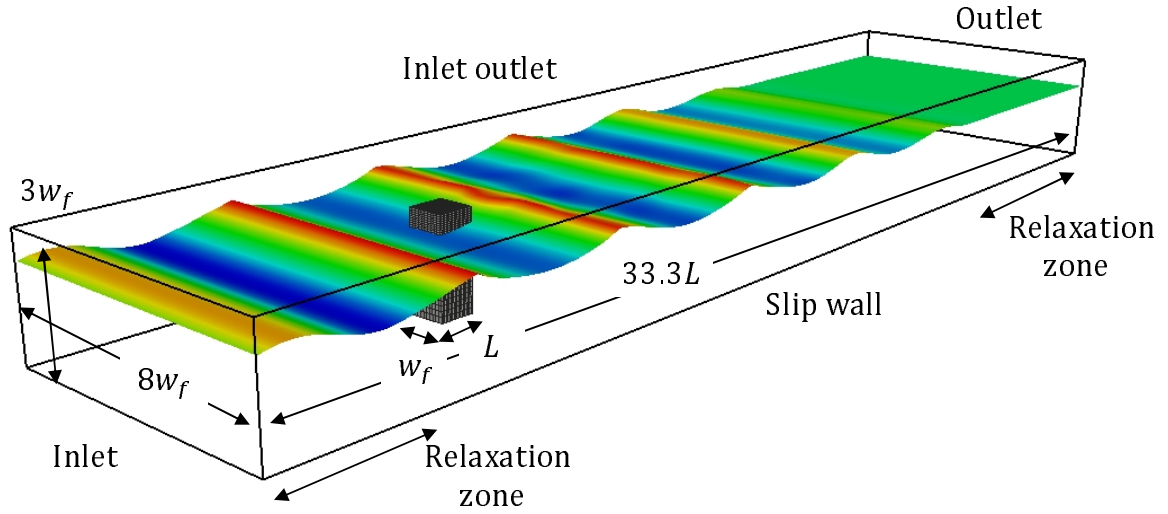 Outlet
Inlet outlet
3w_f
Relaxation
zone
33.3L
Slip wall
L
w_f
8w_f
Inlet
Relaxation
zone